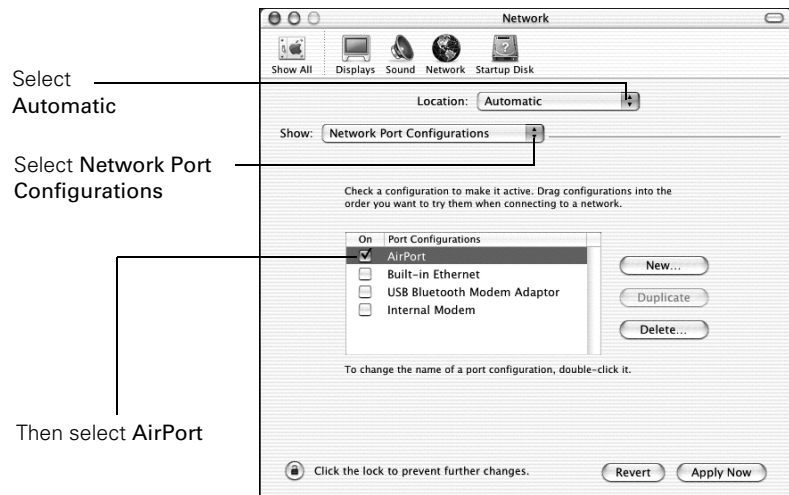 Network
Show All Displays Sound Network Startup Disk
Select
Automatic
Location: Automatic
Show: Network Port Configurations
Select Network Port
Configurations
Check a configuration to make it active. Drag configurations into the
order you want to try them when connecting to a network.
On Port Configurations
AirPort
Built-in Ethernet
USB Bluetooth Modem Adaptor
Internal Modem
New...
Duplicate
Delete...
To change the name of a port configuration, double-click it.
Then select AirPort
Click the lock to prevent further changes.
Revert Apply Now